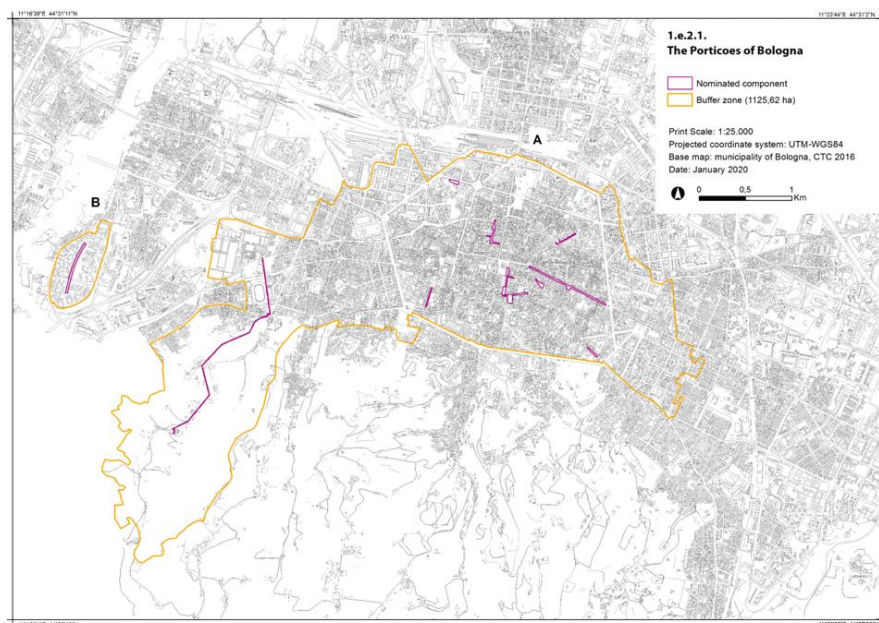 11°16'39"E 44°31'11"N
11°23'44"E 44°31'2"N
1.e.2.1.
The Porticoes of Bologna
Nominated component
Buffer zone (1125,62 ha)
Print Scale: 1:25.000
Projected coordinate system: UTM-WGS84
Base map: municipality of Bologna, CTC 2016
Date: January 2020
0 0,5 1
Km
A
B